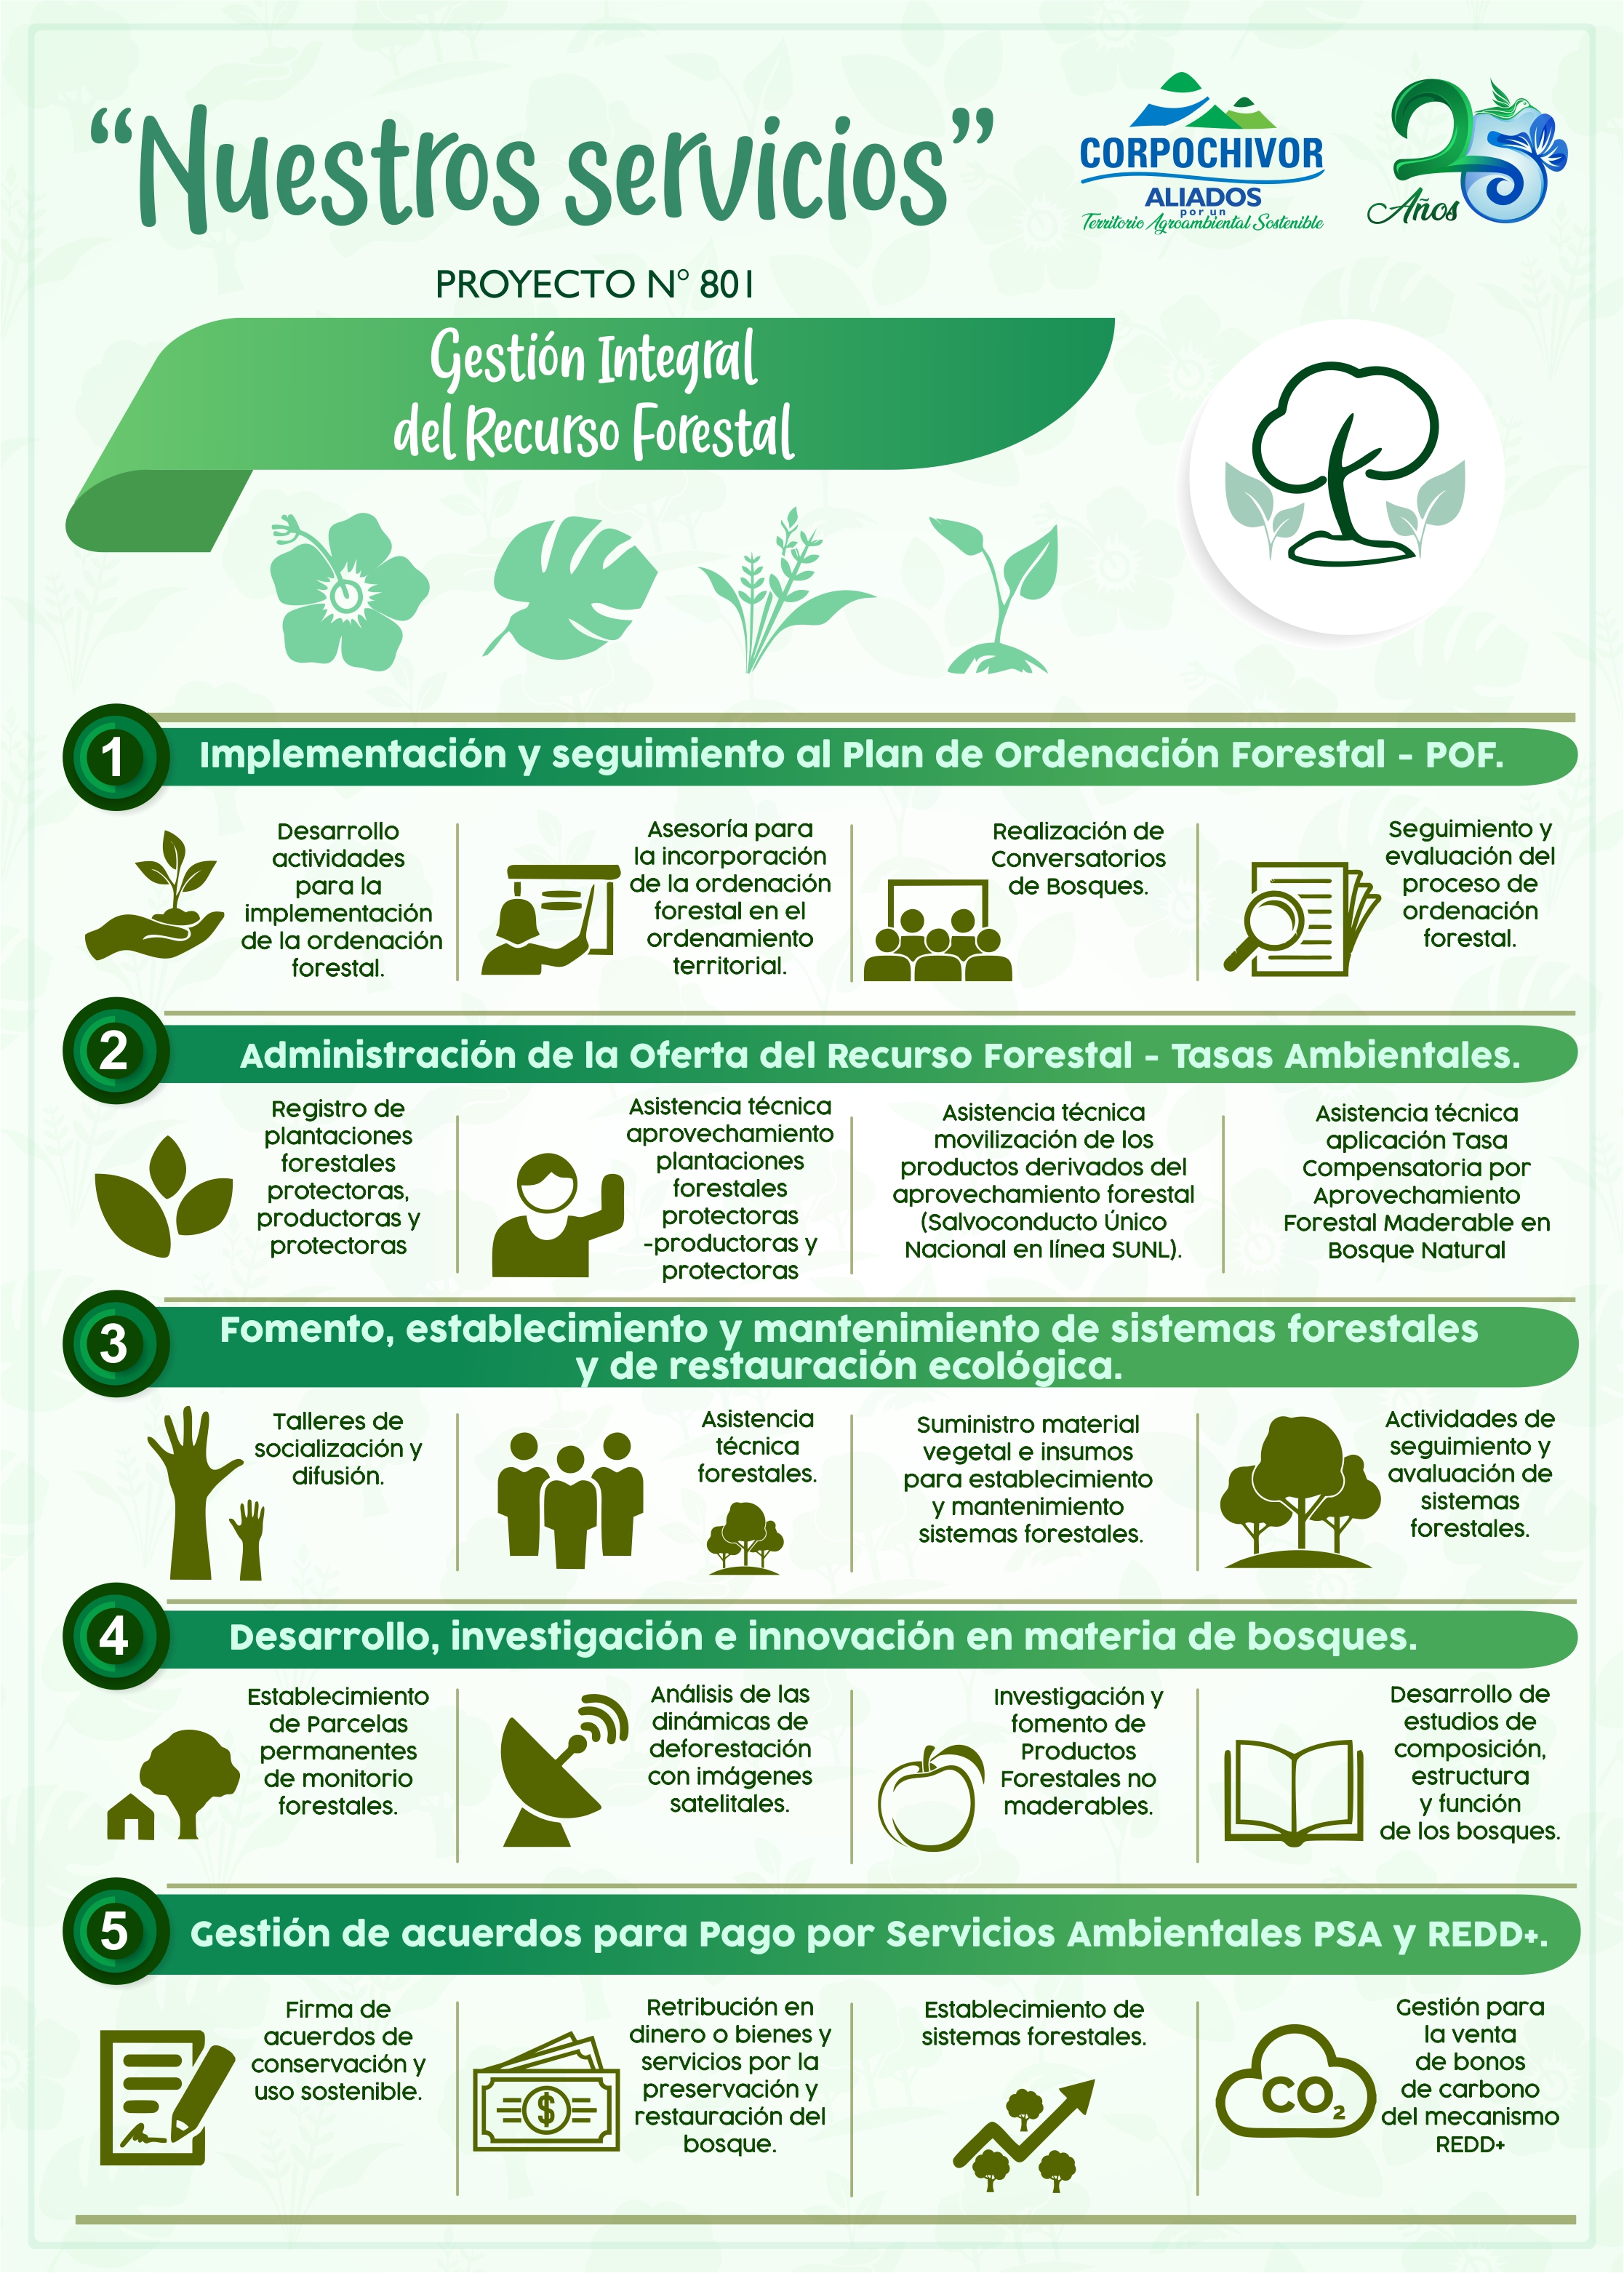 “Nuestros servicios”
CORPOCHIVOR
ALIADOS
por un
Territorio Agroambiental Sostenible
25
Años
PROYECTO N° 801
Gestión Integral
del Recurso Forestal
1
Implementación y seguimiento al Plan de Ordenación Forestal - POF.
Desarrollo
actividades
para la
implementación
de la ordenación
forestal.
Asesoría para
la incorporación
de la ordenación
forestal en el
ordenamiento
territorial.
Realización de
Conversatorios
de Bosques.
Seguimiento y
evaluación del
proceso de
ordenación
forestal.
2
Administración de la Oferta del Recurso Forestal - Tasas Ambientales.
Registro de
plantaciones
forestales
protectoras,
productoras y
protectoras
Asistencia técnica
aprovechamiento
plantaciones
forestales
protectoras
-productoras y
protectoras
Asistencia técnica
movilización de los
productos derivados del
aprovechamiento forestal
(Salvoconducto Único
Nacional en línea SUNL).
Asistencia técnica
aplicación Tasa
Compensatoria por
Aprovechamiento
Forestal Maderable en
Bosque Natural
3
Fomento, establecimiento y mantenimiento de sistemas forestales
y de restauración ecológica.
Talleres de
socialización y
difusión.
Asistencia
técnica
forestales.
Suministro material
vegetal e insumos
para establecimiento
y mantenimiento
sistemas forestales.
Actividades de
seguimiento y
avaluación de
sistemas
forestales.
4
Desarrollo, investigación e innovación en materia de bosques.
Establecimiento
de Parcelas
permanentes
de monitorio
forestales.
Análisis de las
dinámicas de
deforestación
con imágenes
satelitales.
Investigación y
fomento de
Productos
Forestales no
maderables.
Desarrollo de
estudios de
composición,
estructura
y función
de los bosques.
5
Gestión de acuerdos para Pago por Servicios Ambientales PSA y REDD+.
Firma de
acuerdos de
conservación y
uso sostenible.
$
Retribución en
dinero o bienes y
servicios por la
preservación y
restauración del
bosque.
Establecimiento de
sistemas forestales.
CO2
Gestión para
la venta
de bonos
de carbono
del mecanismo
REDD+